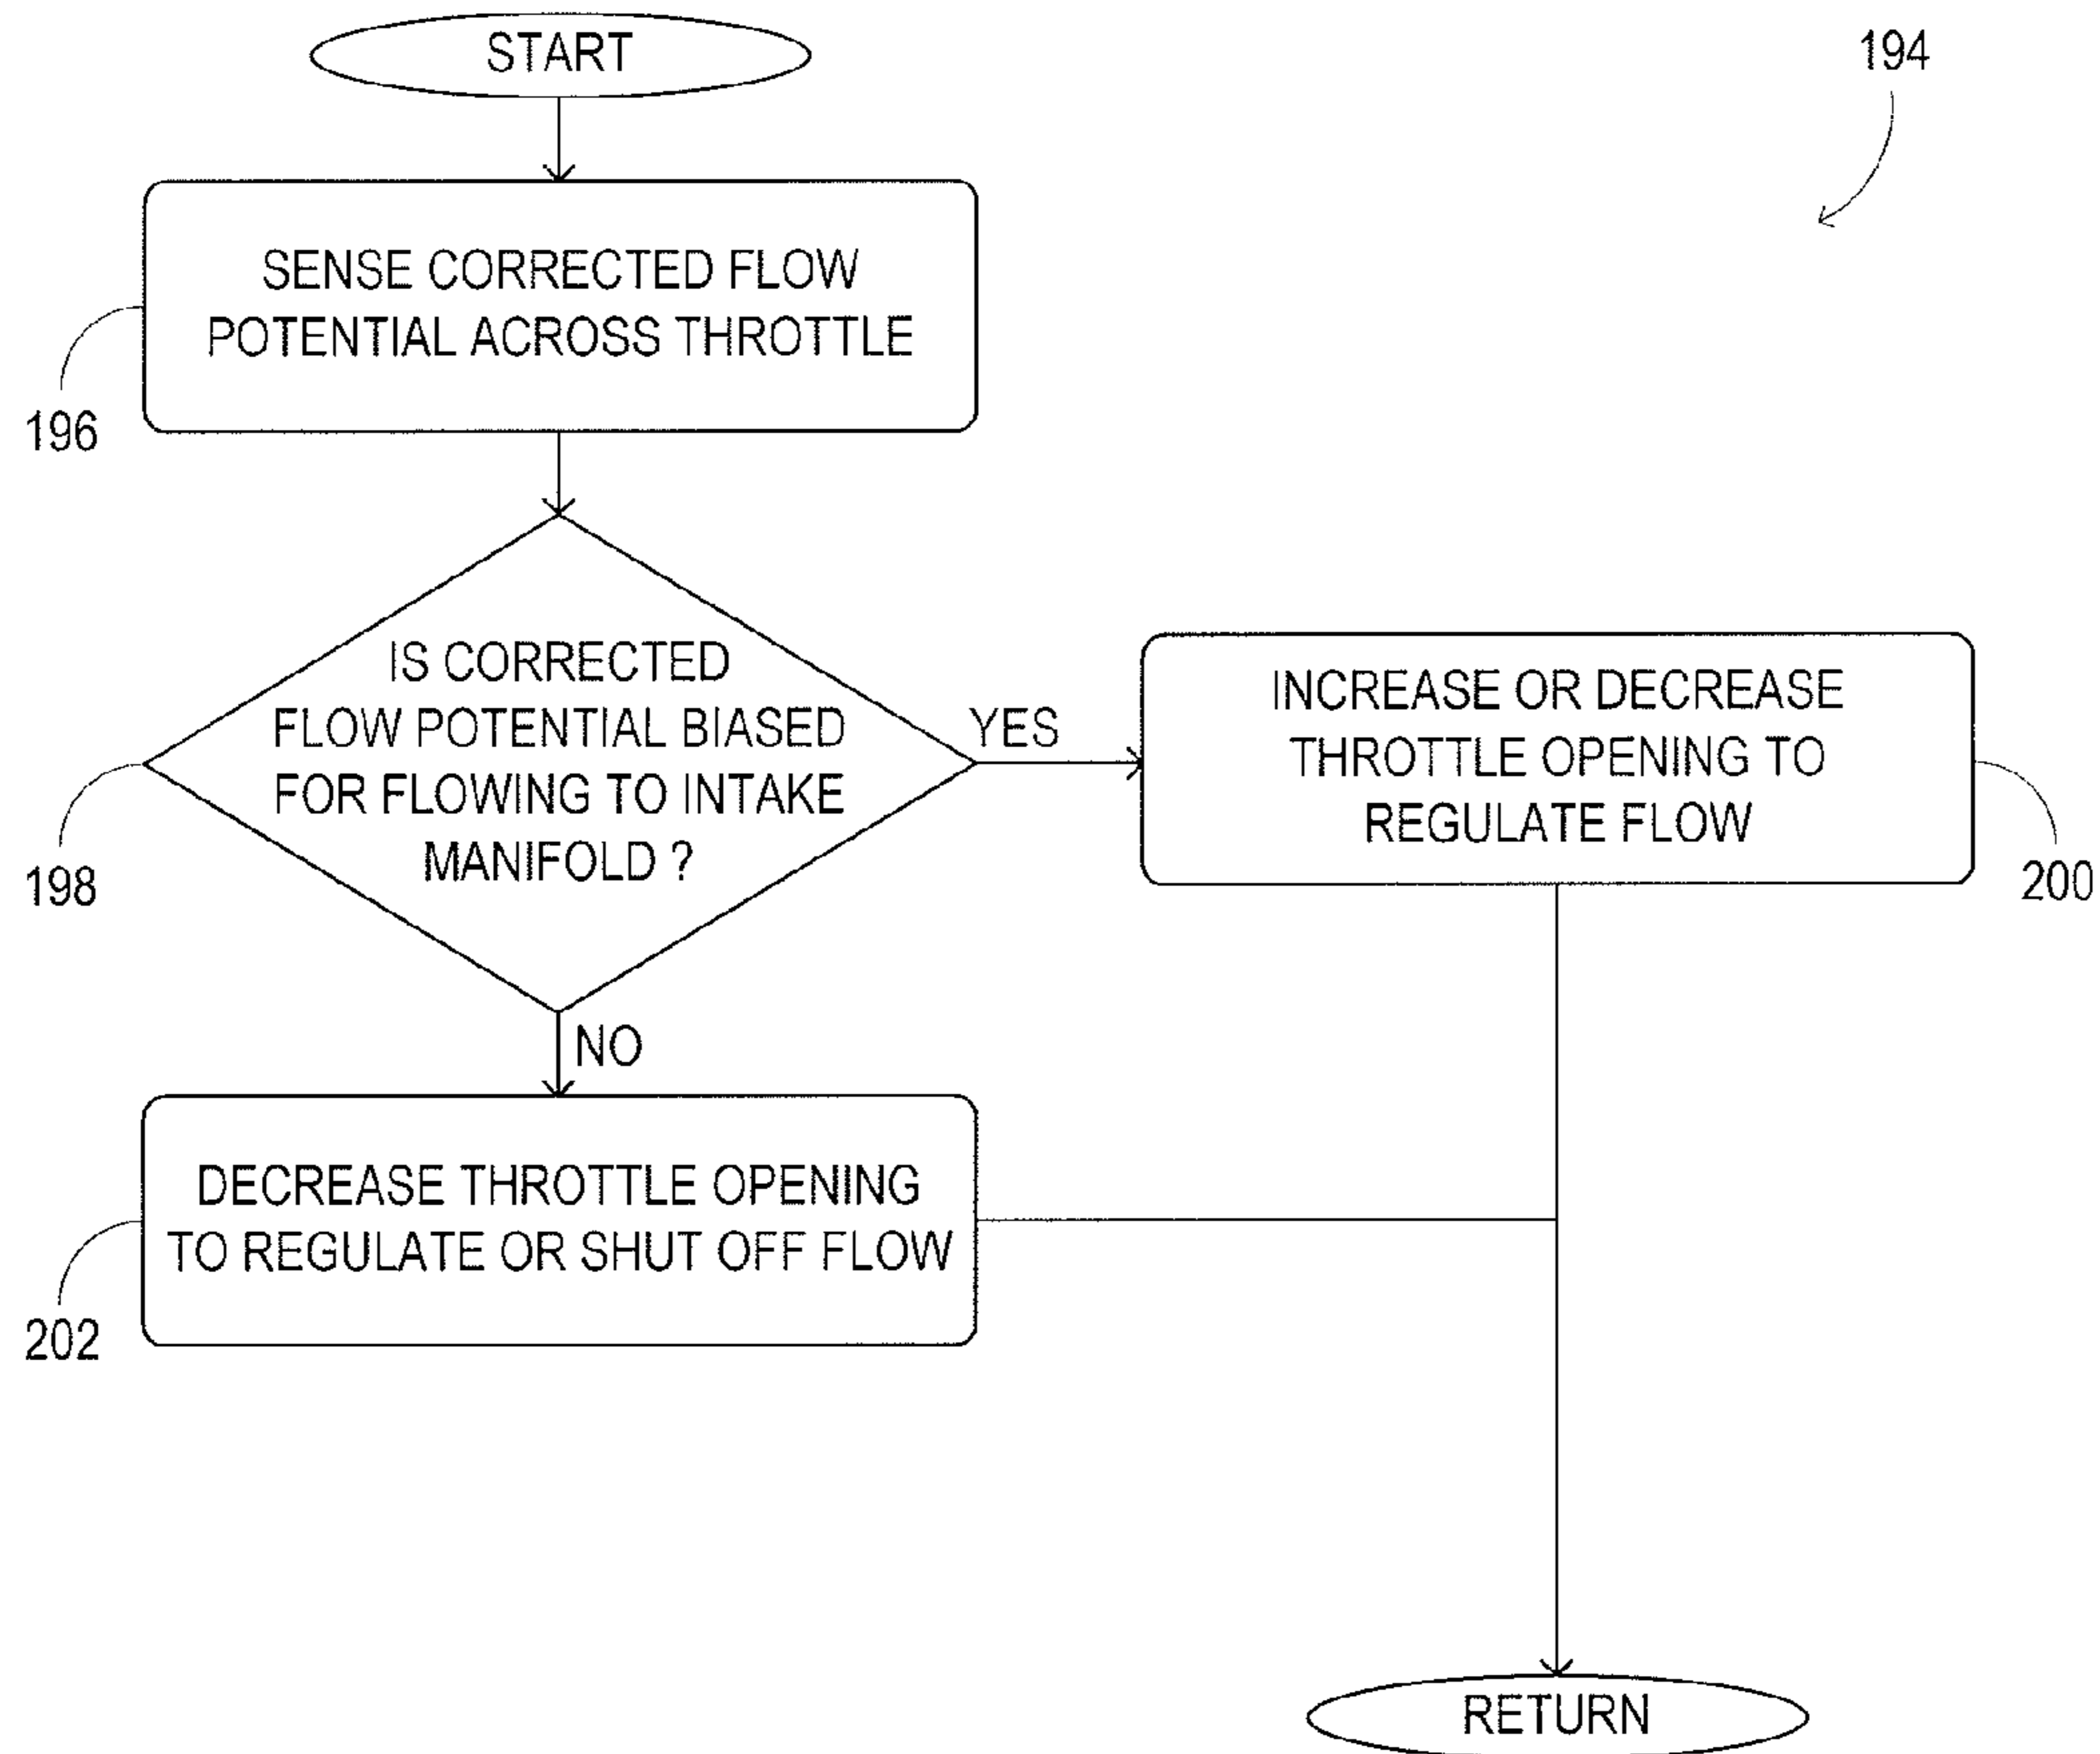 START
194
SENSE CORRECTED FLOW
POTENTIAL ACROSS THROTTLE
196
IS CORRECTED
FLOW POTENTIAL BIASED
FOR FLOWING TO INTAKE
MANIFOLD ?
198
YES
INCREASE OR DECREASE
THROTTLE OPENING TO
REGULATE FLOW
200
NO
DECREASE THROTTLE OPENING
TO REGULATE OR SHUT OFF FLOW
202
RETURN